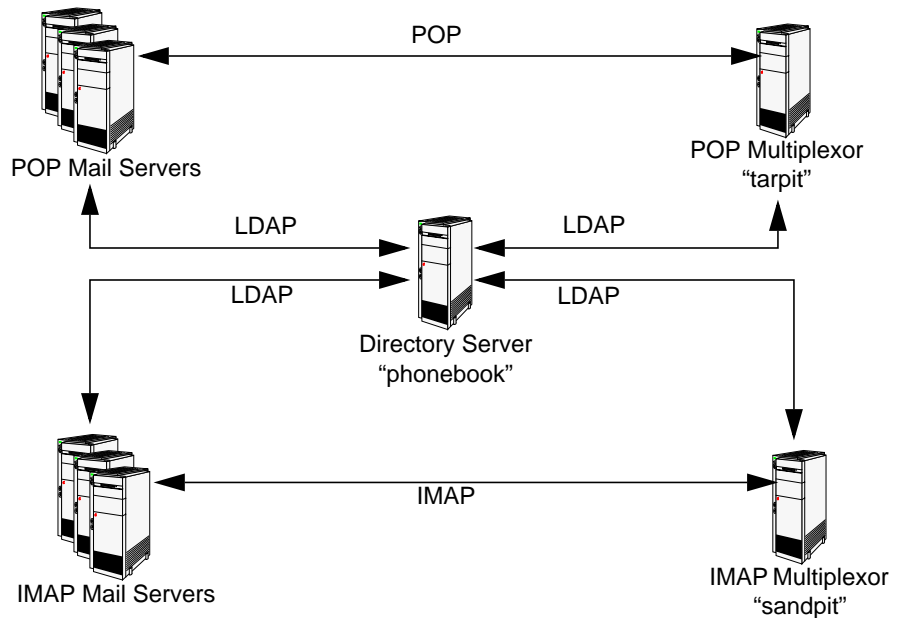 POP
POP Mail Servers
POP Multiplexor
“tarpit”
LDAP
LDAP
LDAP
LDAP
Directory Server
“phonebook”
IMAP
IMAP Mail Servers
IMAP Multiplexor
“sandpit”